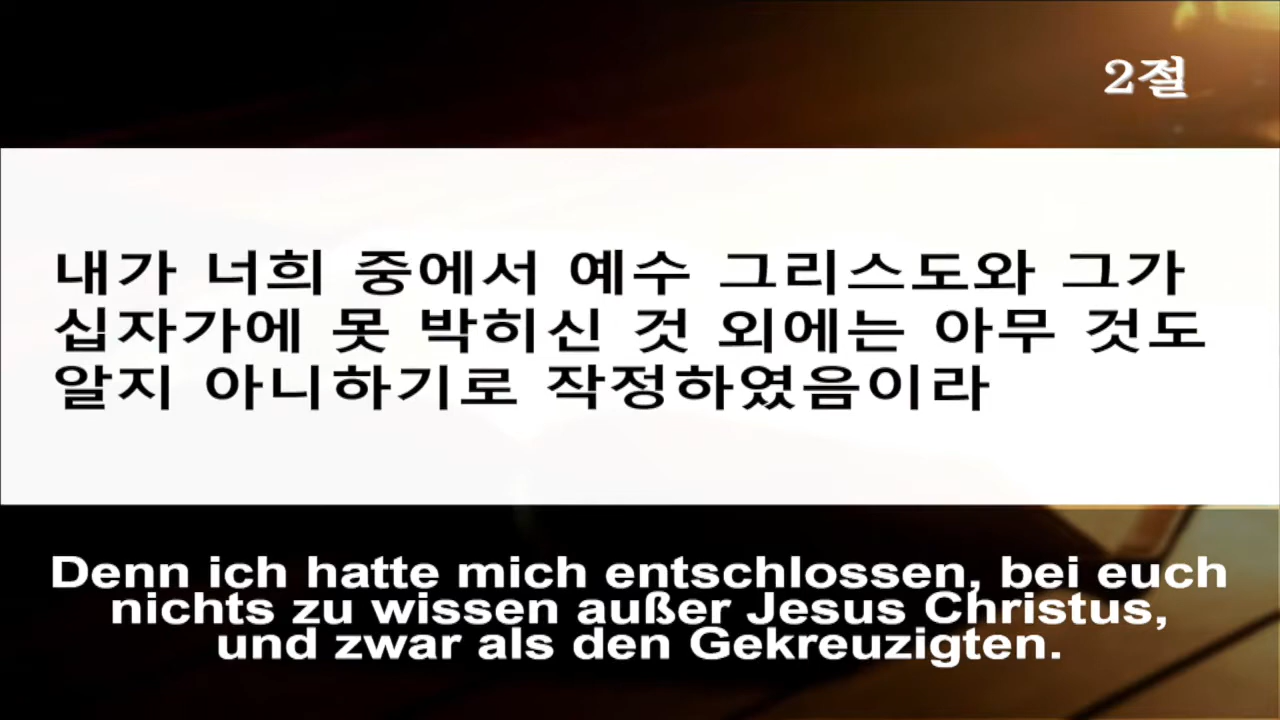 2절
내가 너희 중에서 예수 그리스도와 그가
십자가에 못 박히신 것 외에는 아무 것도
알지 아니하기로 작정하였음이라
Denn ich hatte mich entschlossen, bei euch
nichts zu wissen außer Jesus Christus,
und zwar als den Gekreuzigten.